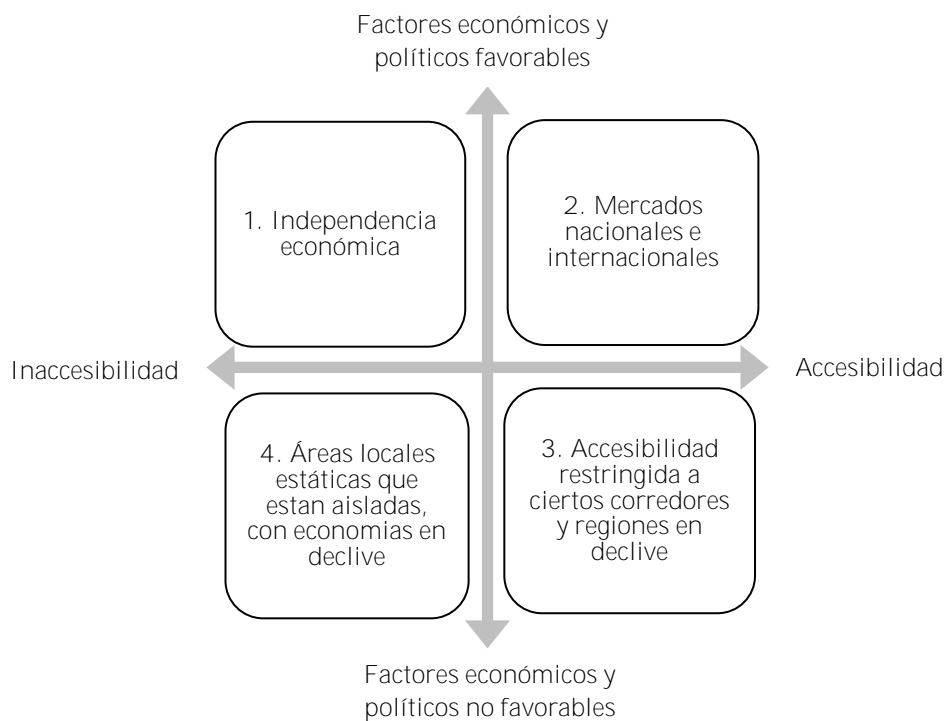 Factores económicos y
políticos favorables
1. Independencia
económica
2. Mercados
nacionales e
internacionales
Inaccesibilidad
Accesibilidad
4. Áreas locales
estáticas que
estan aisladas,
con economias en
declive
3. Accesibilidad
restringida a
ciertos corredores
y regiones en
declive
Factores económicos y
políticos no favorables